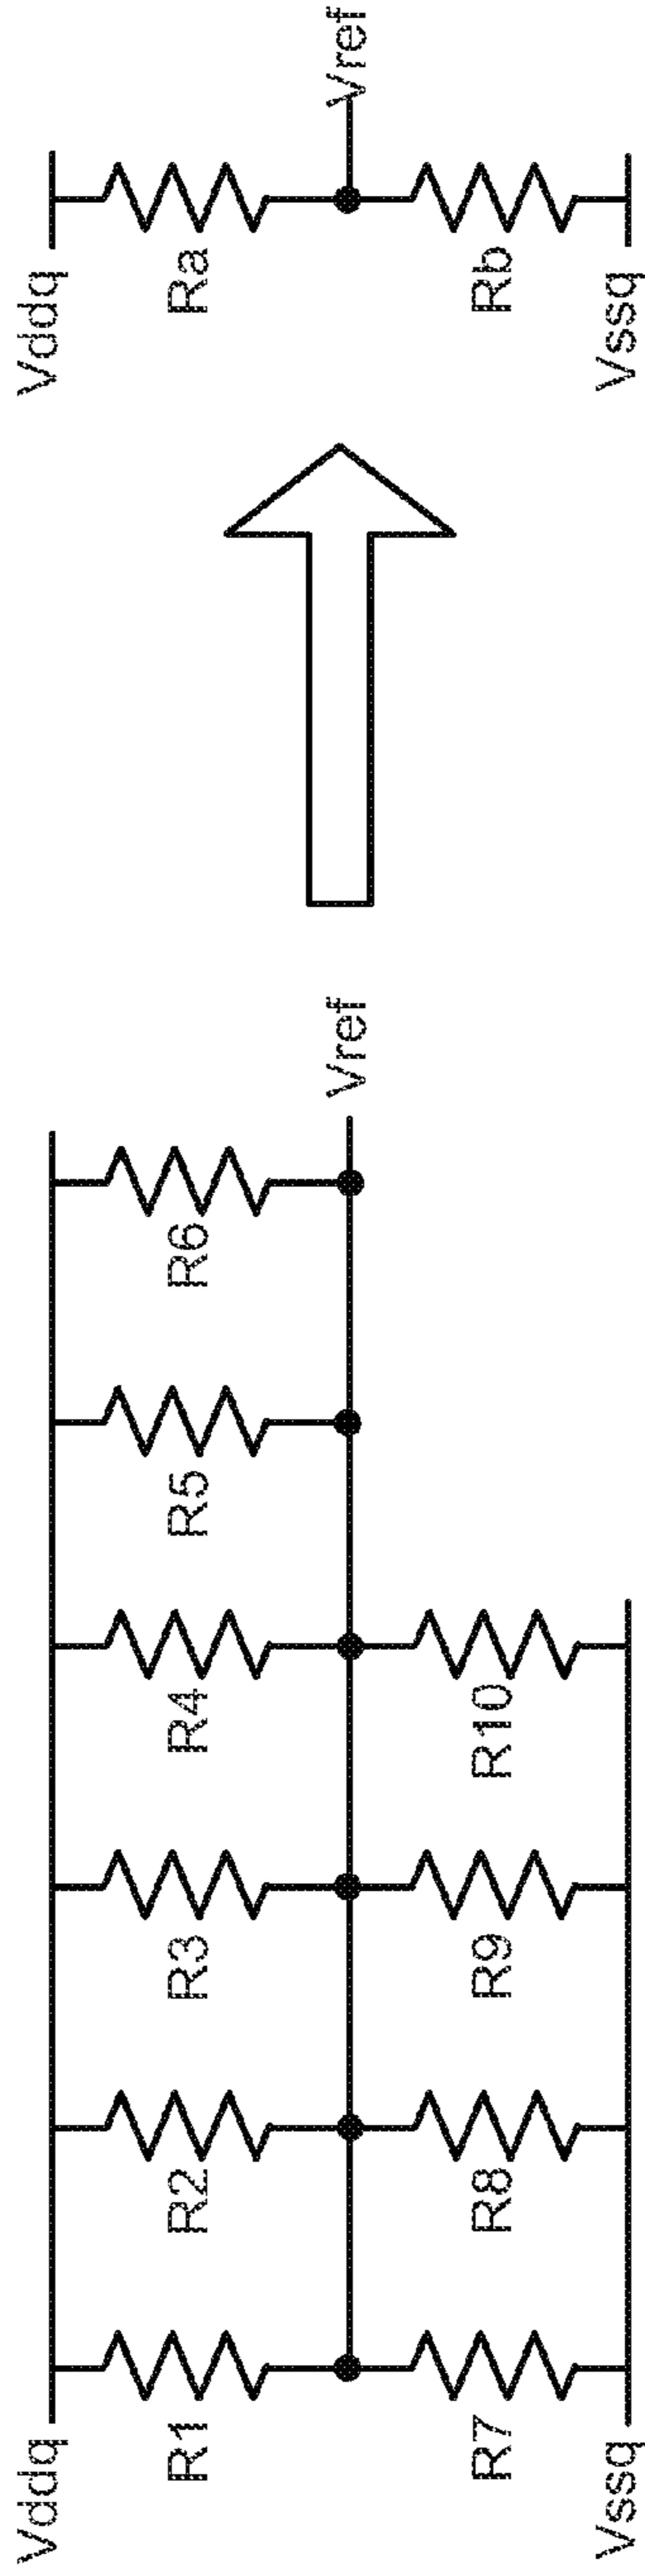 Vddq
R1 R2 R3 R4 R5 R6
Vref
R7 R8 R9 R10
Vssq
Vddq
Ra
Vref
Rb
Vssq